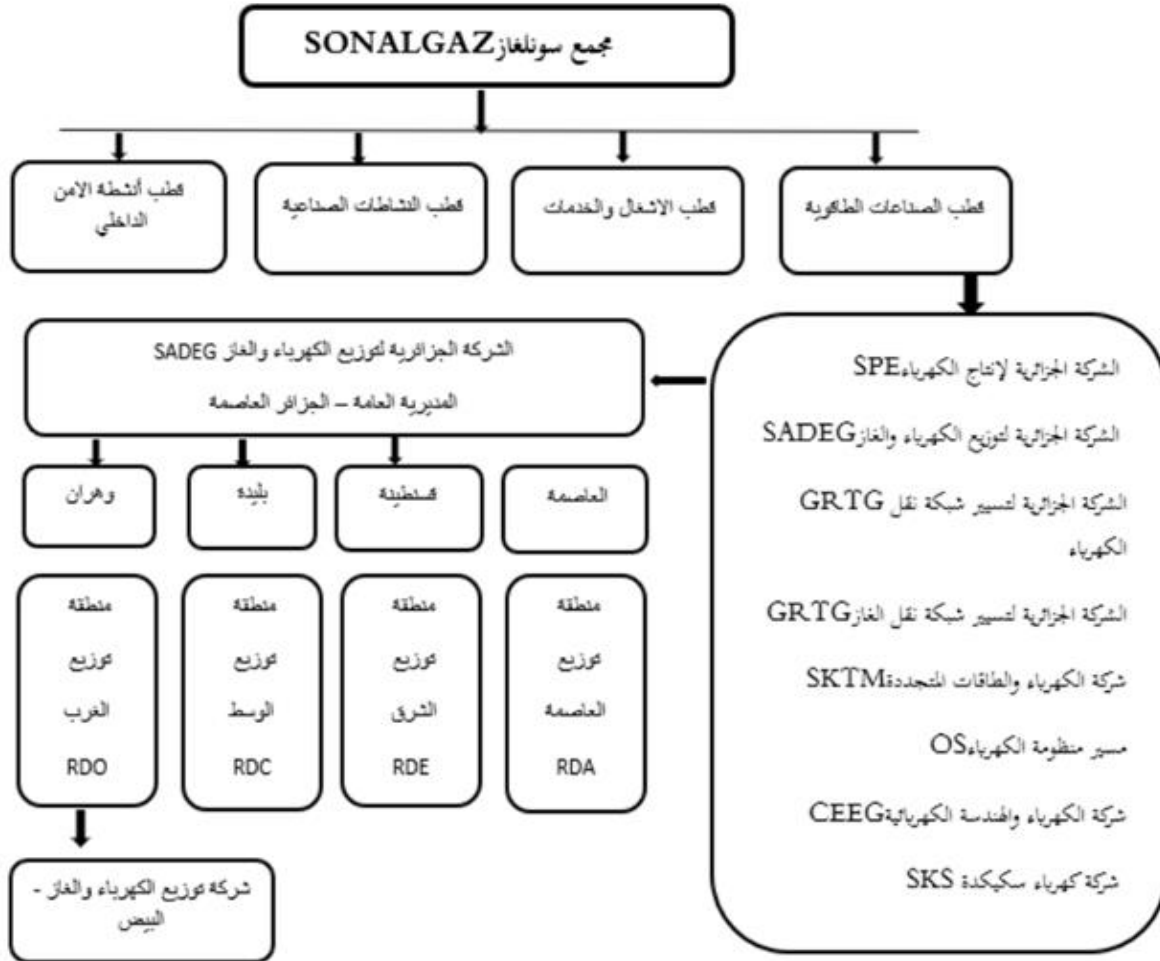 مجمع سونلغاز SONALGAZ
قطب الصناعات الطاقوية
قطب الاشغال والخدمات
قطب النشاطات الصناعية
قطب أنشطة الامن
الداخلي
الشركة الجزائرية لإنتاج الكهرباء SPE
الشركة الجزائرية لتوزيع الكهرباء والغاز SADEG
الشركة الجزائرية لتسيير شبكة نقل GRTG
الكهرباء
الشركة الجزائرية لتسيير شبكة نقل الغاز GRTG
شركة الكهرباء والطاقات المتجددة SKTM
مسير منظومة الكهرباء OS
شركة الكهرباء والهندسة الكهربائية CEEG
شركة كهرباء سكيكدة SKS
الشركة الجزائرية لتوزيع الكهرباء والغاز SADEG
المديرية العامة – الجزائر العاصمة
العاصمة
قسنطينة
بليدة
وهران
منطقة
توزيع
العاصمة
RDA
منطقة
توزيع
الشرق
RDE
منطقة
توزيع
الوسط
RDC
منطقة
توزيع
الغرب
RDO
شركة توزيع الكهرباء والغاز -
البيض